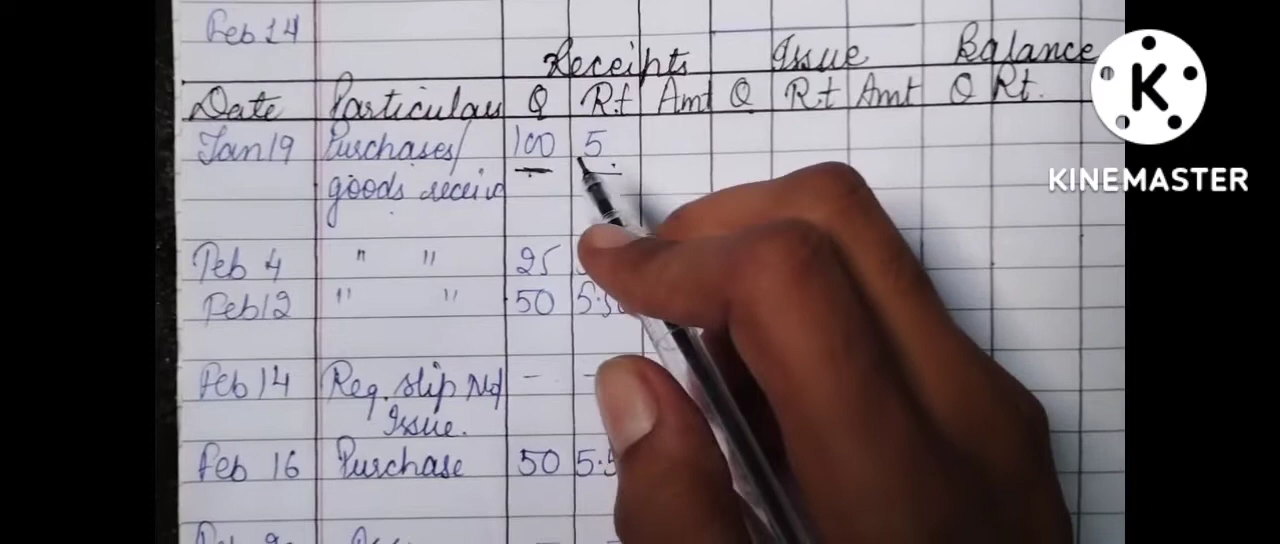 Feb 14
Receipts Issue Balance
Date Particulars Q Rt Amt Q Rt Amt Q Rt.
Jan 19 Purchases/ 100 5
goods receive
Feb 4 " " 25
Feb 12 " " 50
Feb 14 Req. slip No/ - -
Issue.
Feb 16 Purchase 50
K
KINEMASTER